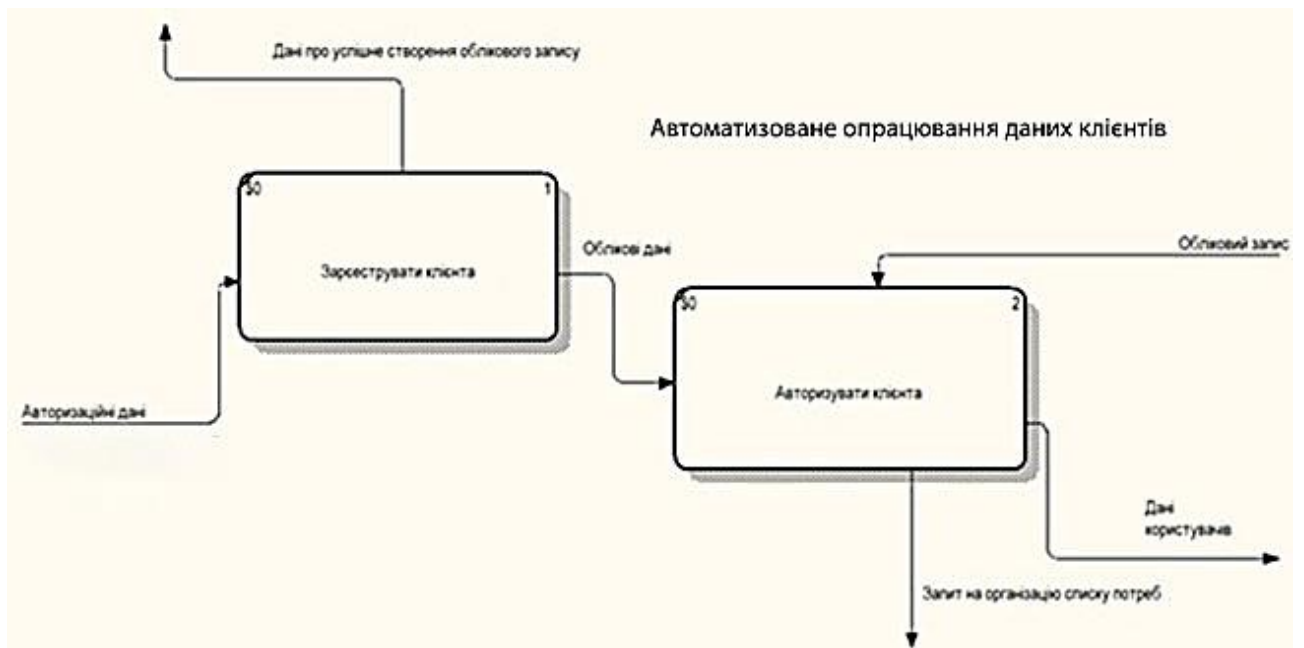 Дані про успішне створення облікового запису
Автоматизоване опрацювання даних клієнтів
$0 1
Зареєструвати клієнта
Облікові дані
Обліковий запис
$0 2
Авторизувати клієнта
Авторизаційні дані
Дані
користувачів
Запит на організацію списку потреб